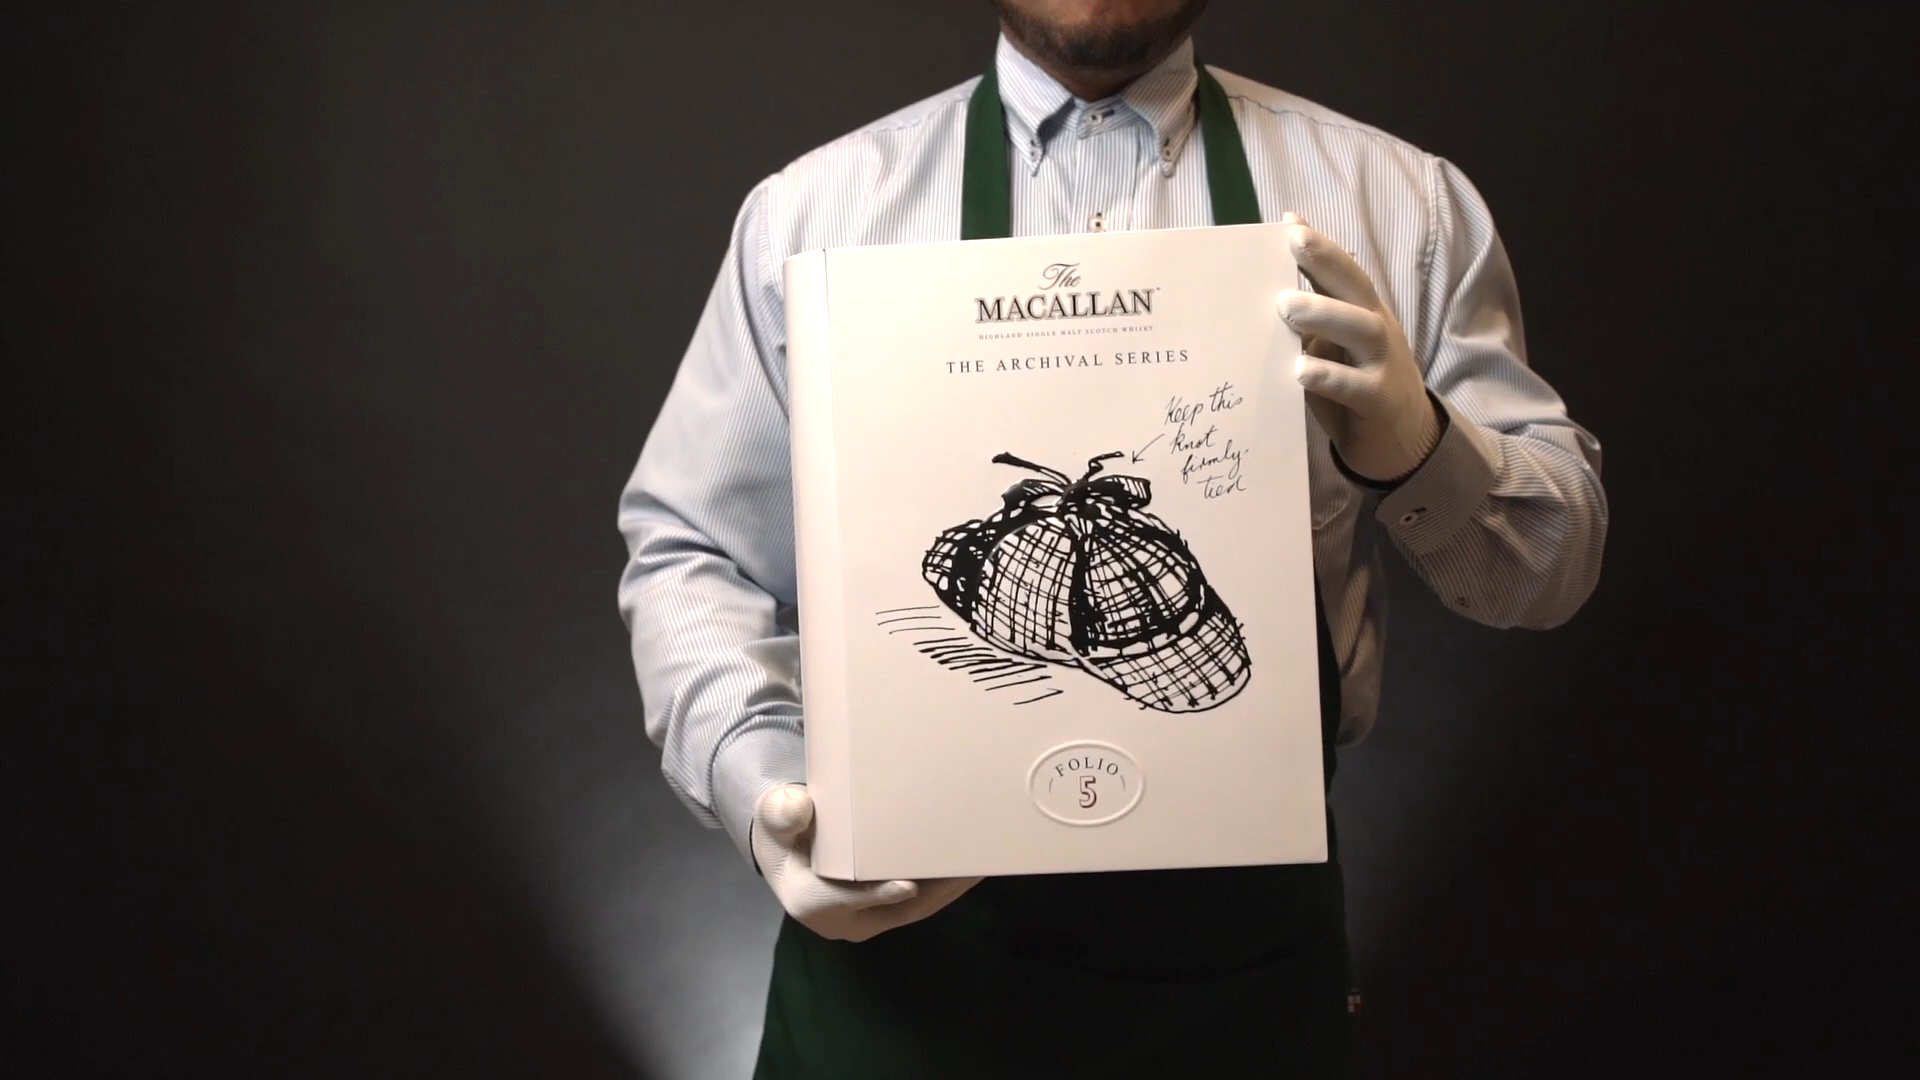 The
MACALLAN
HIGHLAND SINGLE MALT SCOTCH WHISKY
THE ARCHIVAL SERIES
Keep this
knot
firmly
tied
FOLIO
5